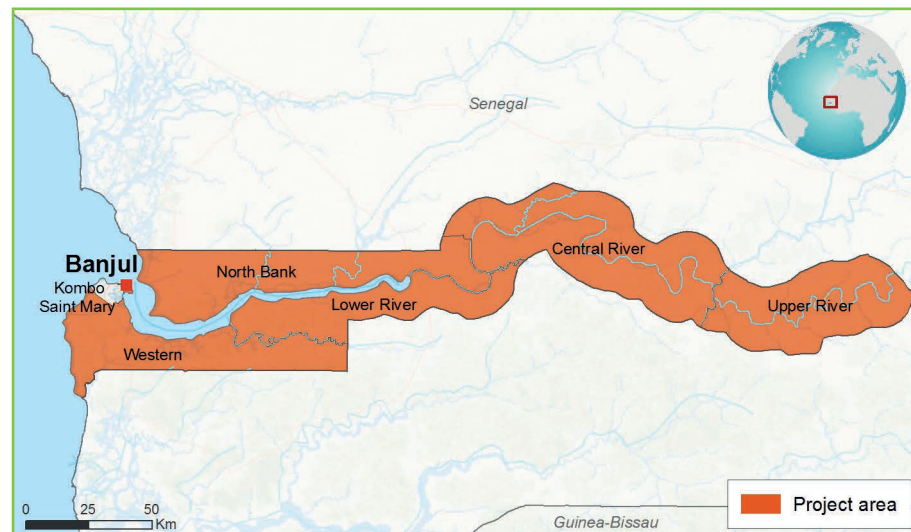 Senegal
Banjul
North Bank
Central River
Kombo
Saint Mary
Lower River
Upper River
Western
0 25 50
Km
Guinea-Bissau
Project area